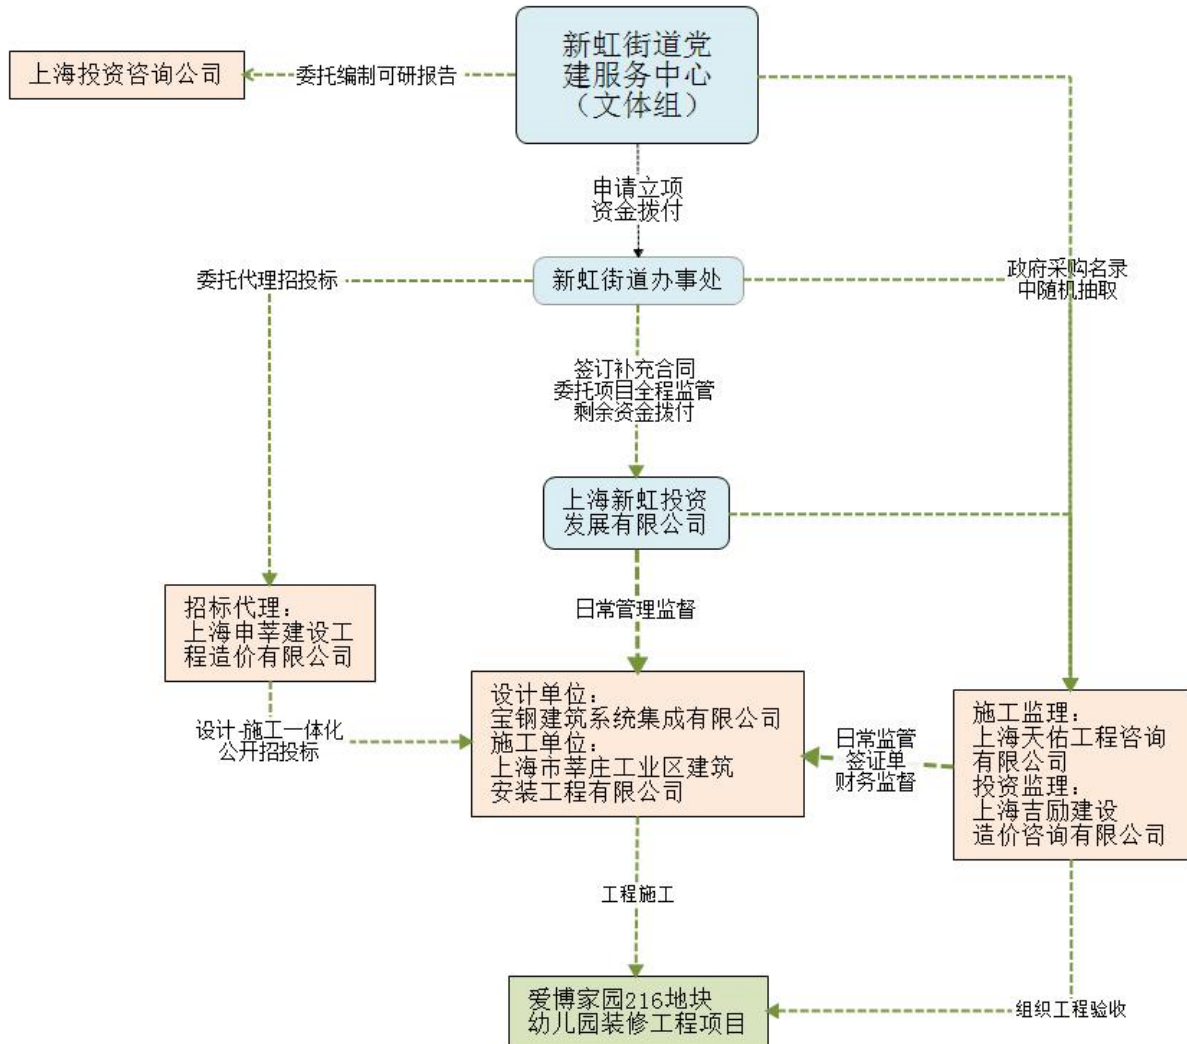 新虹街道党
建服务中心
（文体组）
上海投资咨询公司
委托编制可研报告
申请立项
资金拨付
委托代理招投标
新虹街道办事处
政府采购名录
中随机抽取
签订补充合同
委托项目全程监管
剩余资金拨付
上海新虹投资
发展有限公司
日常管理监督
招标代理：
上海申莘建设工
程造价有限公司
设计-施工一体化
公开招投标
设计单位：
宝钢建筑系统集成有限公司
施工单位：
上海市莘庄工业区建筑
安装工程有限公司
日常监管
签证单
财务监督
施工监理：
上海天佑工程咨询
有限公司
投资监理：
上海吉励建设
造价咨询有限公司
工程施工
爱博家园216地块
幼儿园装修工程项目
组织工程验收